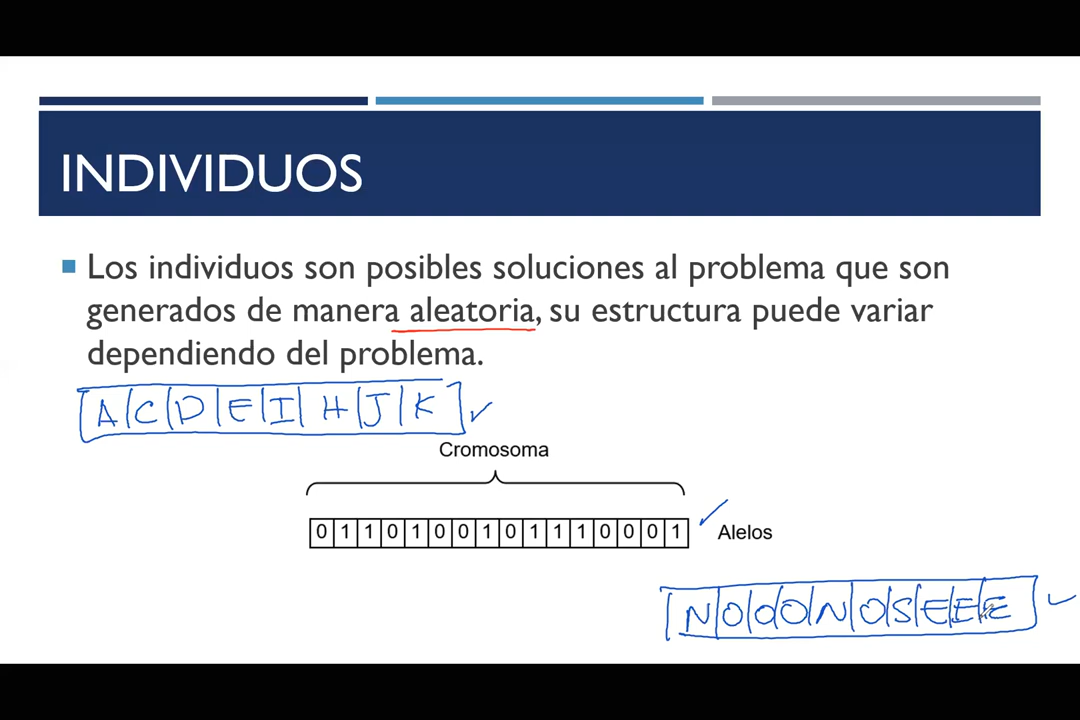 INDIVIDUOS
Los individuos son posibles soluciones al problema que son
generados de manera aleatoria, su estructura puede variar
dependiendo del problema.
A C D E I H J K
Cromosoma
0 1 1 0 1 0 0 1 0 1 1 1 0 0 0 1
Alelos
N O O O N O S E E E